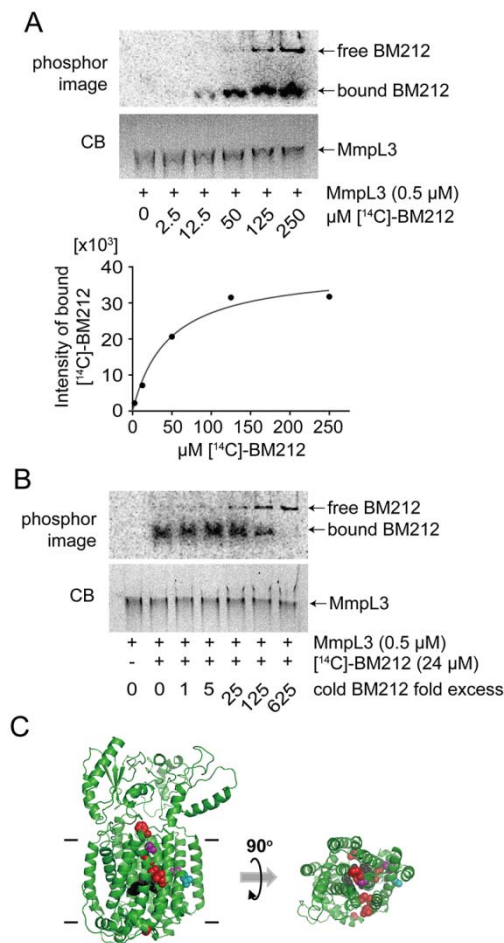 A
phosphor
image
free BM212
bound BM212
CB
MmpL3
+ + + + + + MmpL3 (0.5 µM)
0 2.5 12.5 50 125 250 µM [¹⁴C]-BM212
[x10³]
40
30
20
10
0
Intensity of bound
[¹⁴C]-BM212
0 50 100 150 200 250
µM [¹⁴C]-BM212
B
phosphor
image
free BM212
bound BM212
CB
MmpL3
+ + + + + + + MmpL3 (0.5 µM)
- + + + + + + [¹⁴C]-BM212 (24 µM)
0 0 1 5 25 125 625 cold BM212 fold excess
C
90°